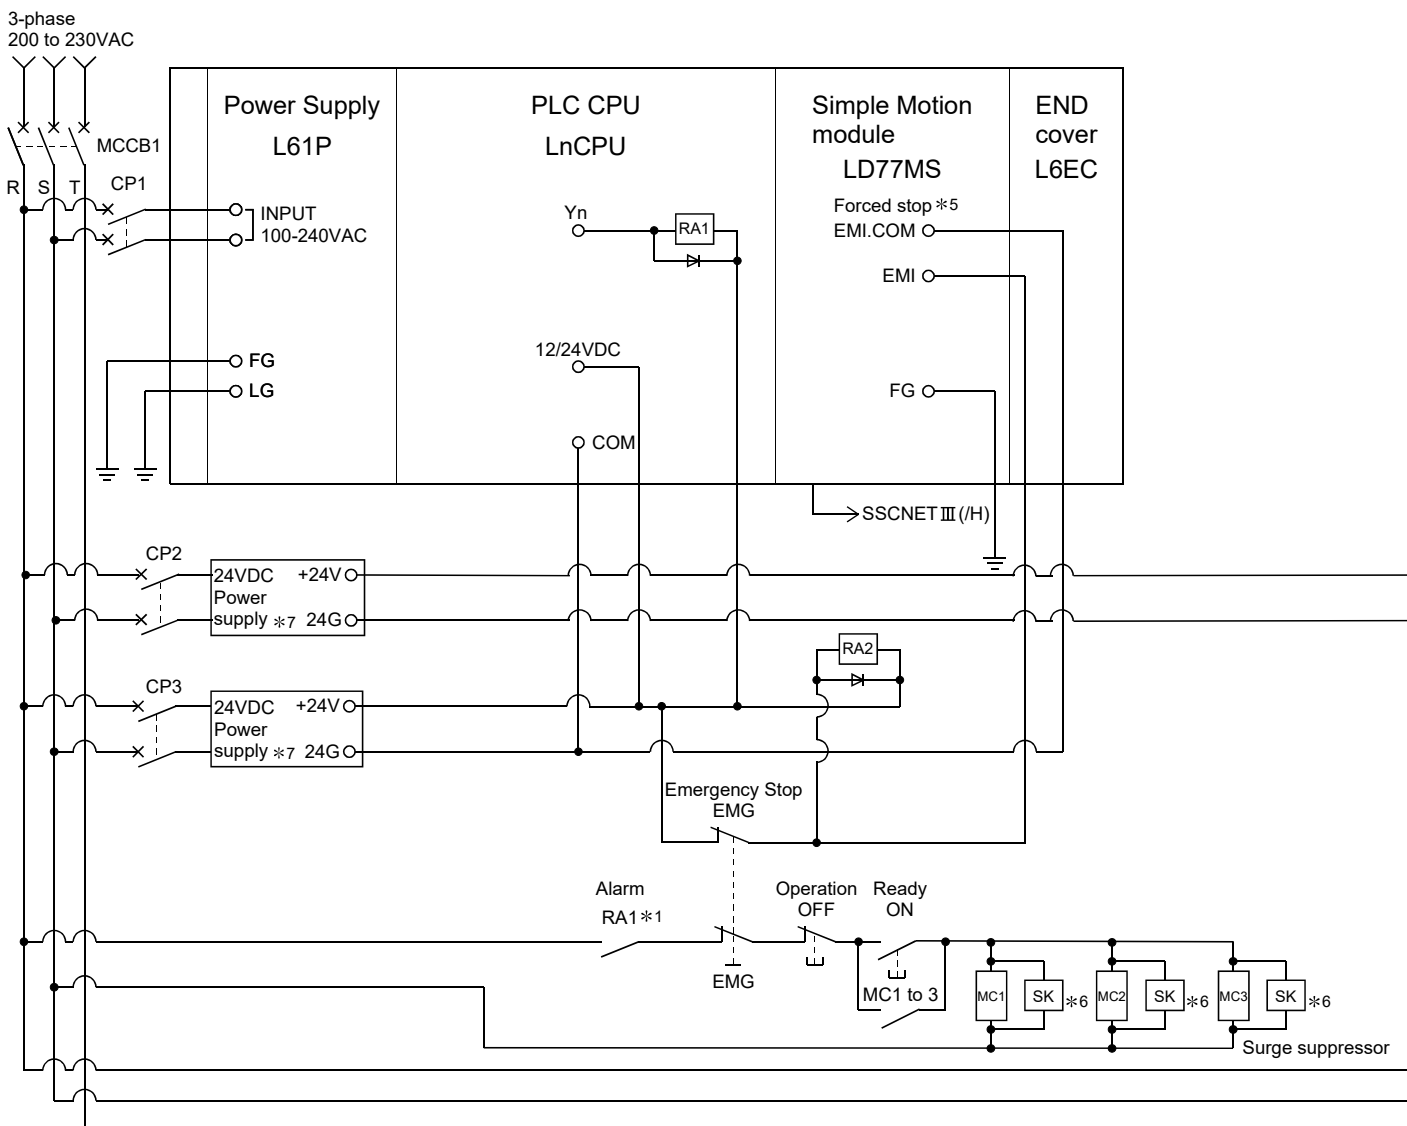 3-phase
200 to 230VAC
MCCB1
R S T
CP1
Power Supply
L61P
INPUT
100-240VAC
FG
LG
PLC CPU
LnCPU
Yn
RA1
12/24VDC
COM
Simple Motion
module
LD77MS
Forced stop *5
EMI.COM
EMI
FG
END
cover
L6EC
SSCNETⅢ(/H)
CP2
24VDC +24V
Power
supply *7 24G
RA2
CP3
24VDC +24V
Power
supply *7 24G
Emergency Stop
EMG
Alarm
RA1*1
EMG
Operation
OFF
Ready
ON
MC1 to 3
MC1 SK *6 MC2 SK *6 MC3 SK *6
Surge suppressor